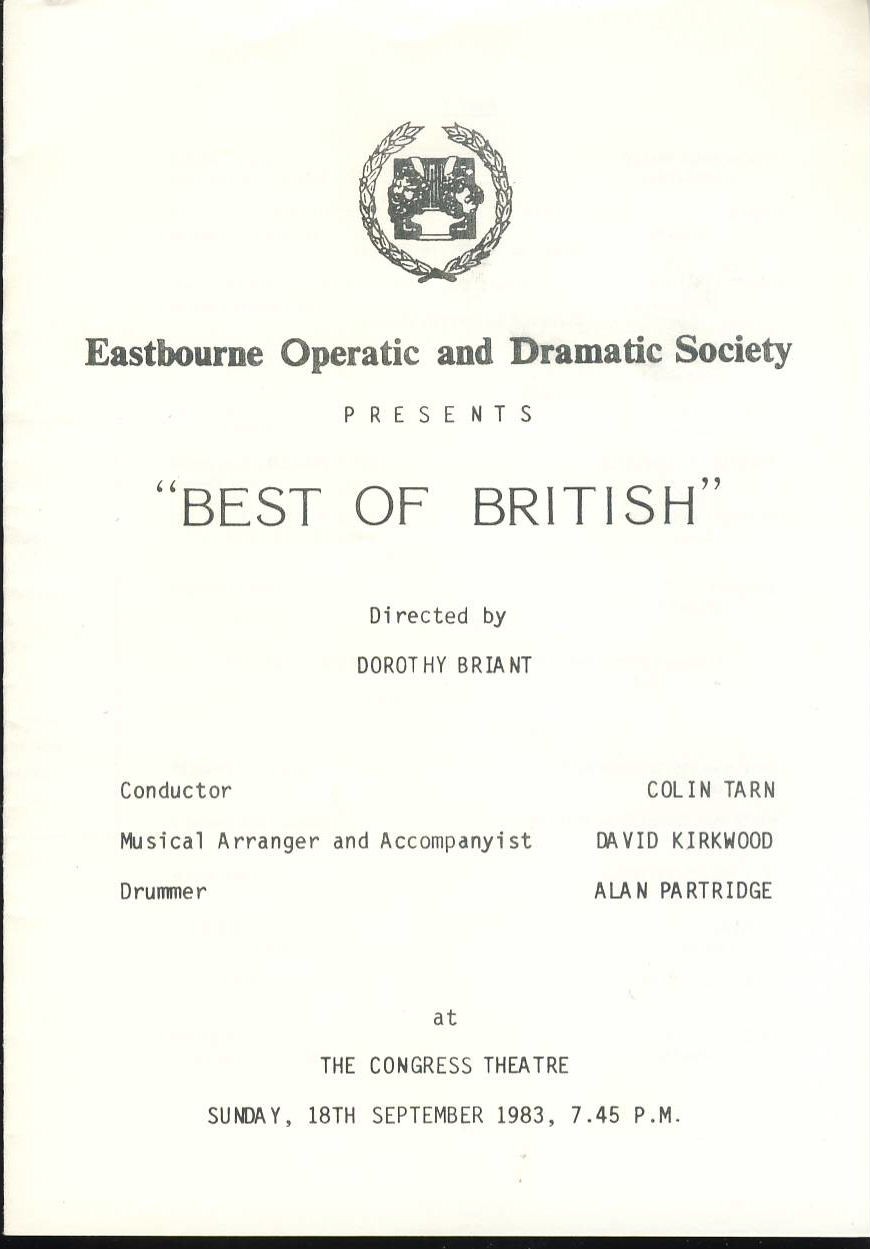 Eastbourne Operatic and Dramatic Society
PRESENTS
“BEST OF BRITISH”
Directed by
DOROTHY BRIANT
Conductor COLIN TARN
Musical Arranger and Accompanyist DAVID KIRKWOOD
Drummer ALAN PARTRIDGE
at
THE CONGRESS THEATRE
SUNDAY, 18TH SEPTEMBER 1983, 7.45 P.M.